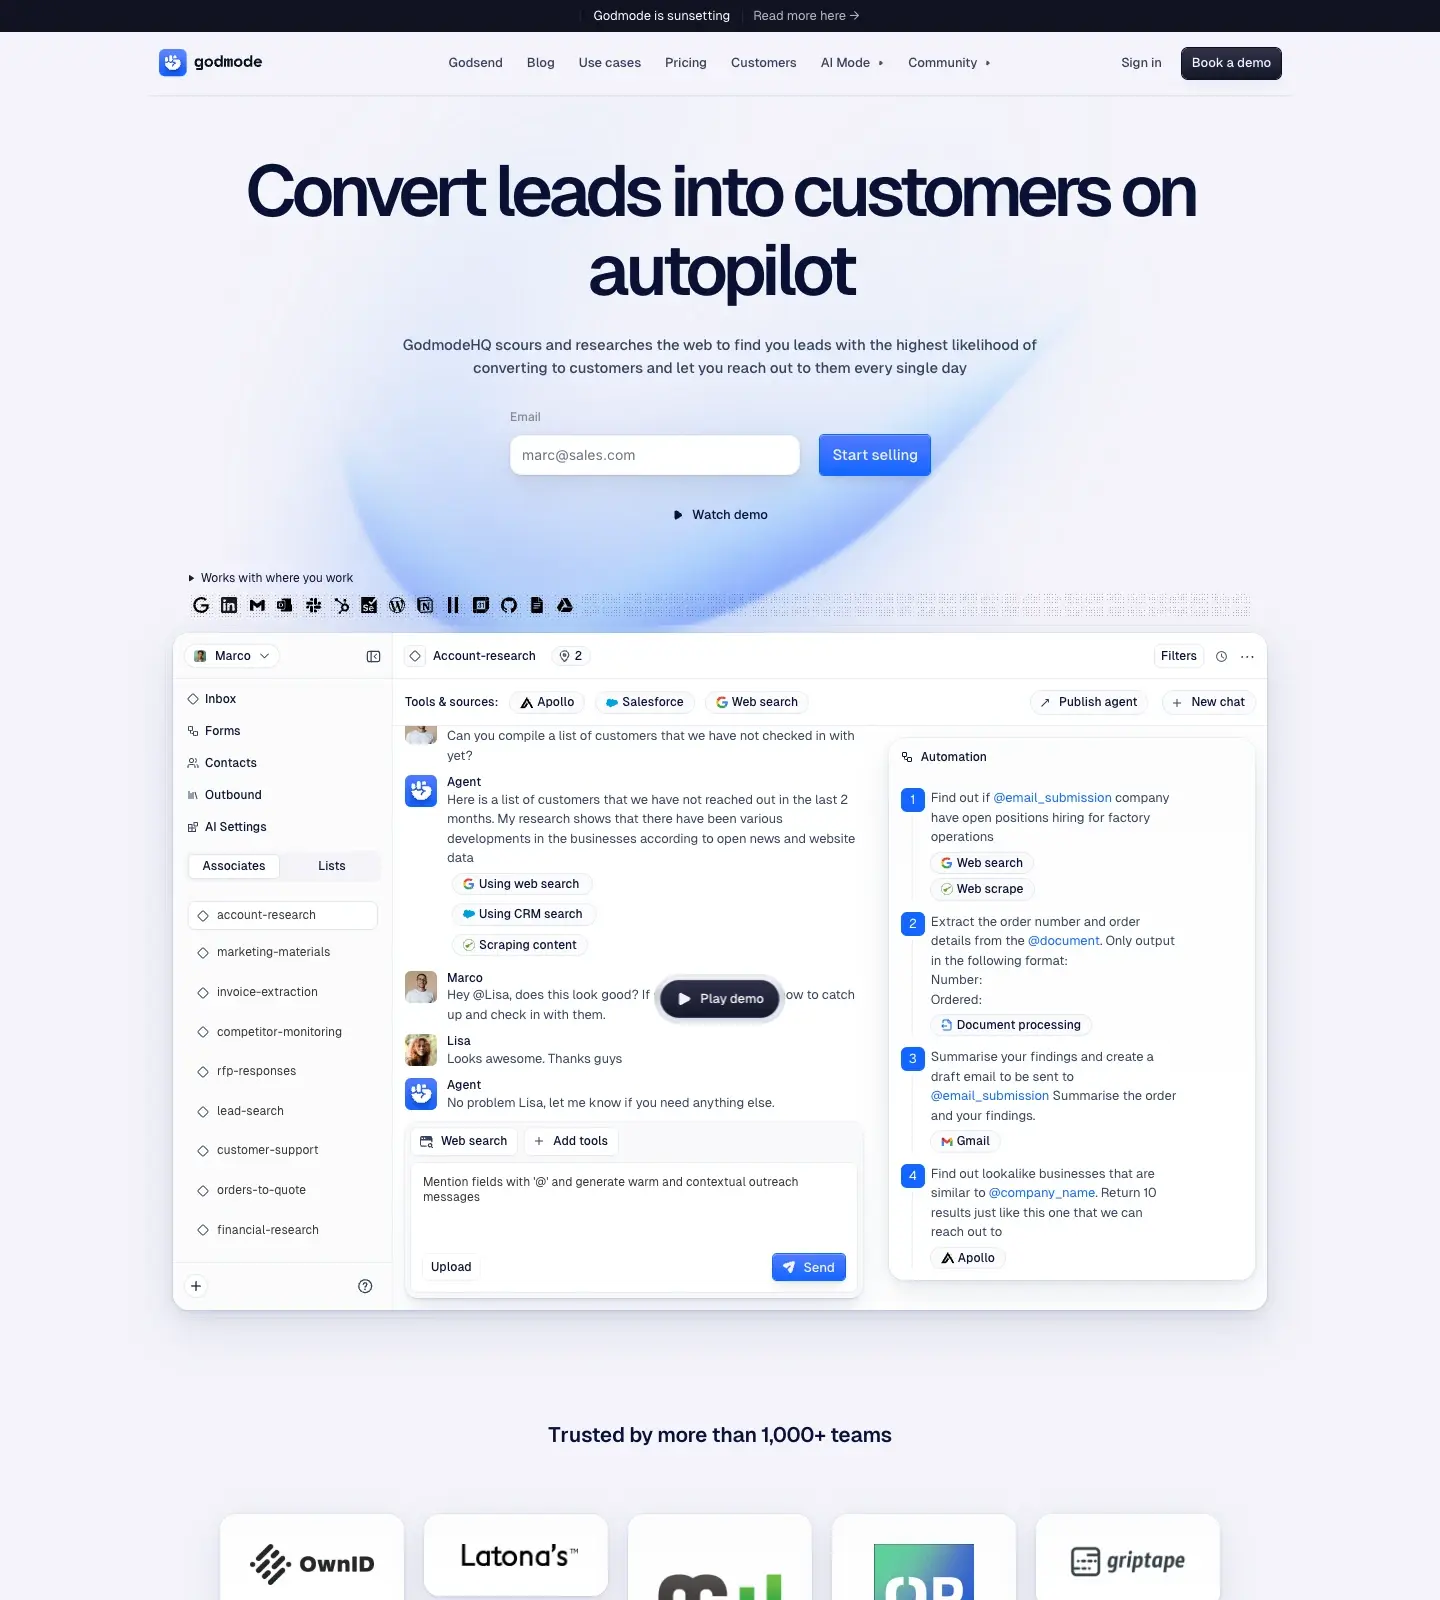 Godmode is sunsetting
Read more here →
godmode
Godsend
Blog
Use cases
Pricing
Customers
AI Mode
Community
Sign in
Book a demo
Convert leads into customers on
autopilot
GodmodeHQ scours and researches the web to find you leads with the highest likelihood of
converting to customers and let you reach out to them every single day
Email
marc@sales.com
Start selling
Watch demo
Works with where you work
Marco
Inbox
Forms
Contacts
Outbound
AI Settings
Associates
Lists
account-research
marketing-materials
invoice-extraction
competitor-monitoring
rfp-responses
lead-search
customer-support
orders-to-quote
financial-research
Account-research
2
Filters
Tools & sources:
Apollo
Salesforce
Web search
Publish agent
New chat
Can you compile a list of customers that we have not checked in with
yet?
Agent
Here is a list of customers that we have not reached out in the last 2
months. My research shows that there have been various
developments in the businesses according to open news and website
data
Using web search
Using CRM search
Scraping content
Marco
Hey @Lisa, does this look good? If
ow to catch
up and check in with them.
Play demo
Lisa
Looks awesome. Thanks guys
Agent
No problem Lisa, let me know if you need anything else.
Web search
Add tools
Mention fields with '@' and generate warm and contextual outreach
messages
Upload
Send
Automation
1
Find out if @email_submission company
have open positions hiring for factory
operations
Web search
Web scrape
2
Extract the order number and order
details from the @document. Only output
in the following format:
Number:
Ordered:
Document processing
3
Summarise your findings and create a
draft email to be sent to
@email_submission Summarise the order
and your findings.
Gmail
4
Find out lookalike businesses that are
similar to @company_name. Return 10
results just like this one that we can
reach out to
Apollo
Trusted by more than 1,000+ teams
OwnID
Latona's™
griptape